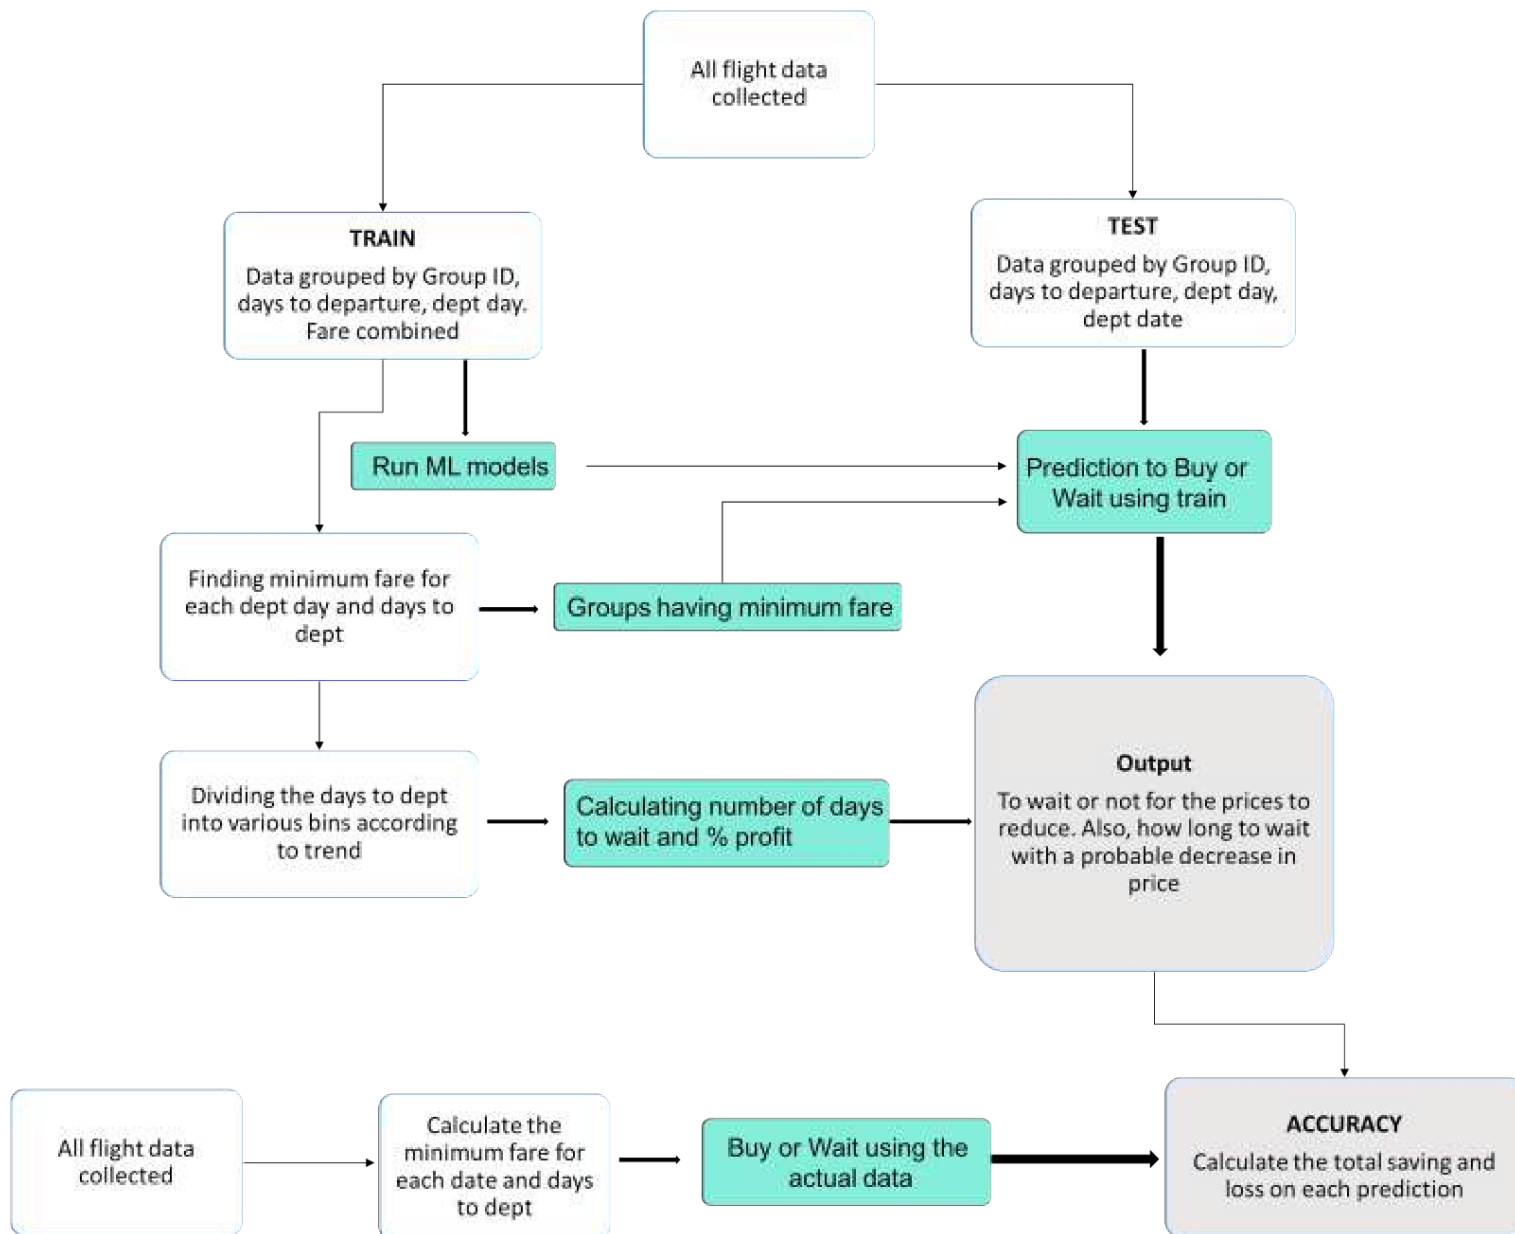 All flight data
collected
TRAIN
Data grouped by Group ID,
days to departure, dept day.
Fare combined
TEST
Data grouped by Group ID,
days to departure, dept day,
dept date
Run ML models
Prediction to Buy or
Wait using train
Finding minimum fare for
each dept day and days to
dept
Groups having minimum fare
Dividing the days to dept
into various bins according
to trend
Calculating number of days
to wait and % profit
Output
To wait or not for the prices to
reduce. Also, how long to wait
with a probable decrease in
price
All flight data
collected
Calculate the
minimum fare for
each date and days
to dept
Buy or Wait using the
actual data
ACCURACY
Calculate the total saving and
loss on each prediction